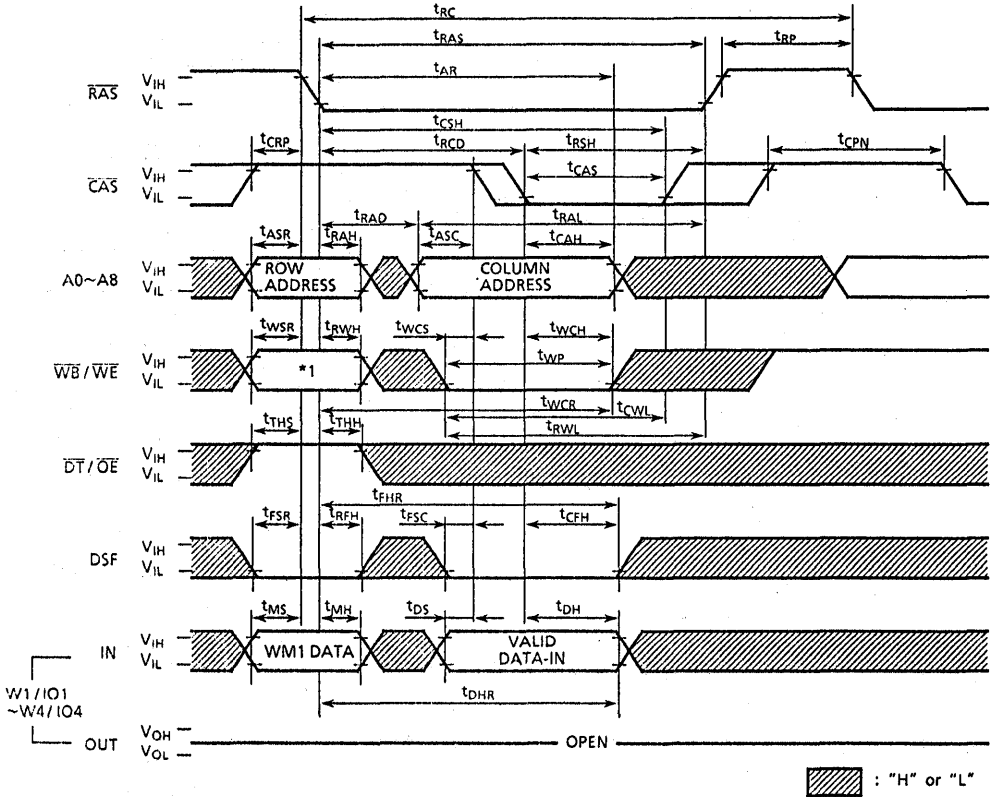 tRC
tRAS
tRP
tAR
RAS
VIH
VIL
tCSH
tCRP
tRCD
tRSH
tCPN
CAS
VIH
VIL
tCAS
tRAD
tRAL
tASR
tRAH
tASC
tCAH
A0~A8
VIH
VIL
ROW
ADDRESS
COLUMN
ADDRESS
tWSR
tRWH
tWCS
tWCH
WB/WE
VIH
VIL
*1
tWP
tWCR
tCWL
tRWL
tTHS
tTHH
DT/OE
VIH
VIL
tFHR
tFSR
tRFH
tFSC
tCFH
DSF
VIH
VIL
tMS
tMH
tDS
tDH
IN
VIH
VIL
WM1 DATA
VALID
DATA-IN
W1/IO1
~W4/IO4
tDHR
OUT
VOH
VOL
OPEN
: "H" or "L"